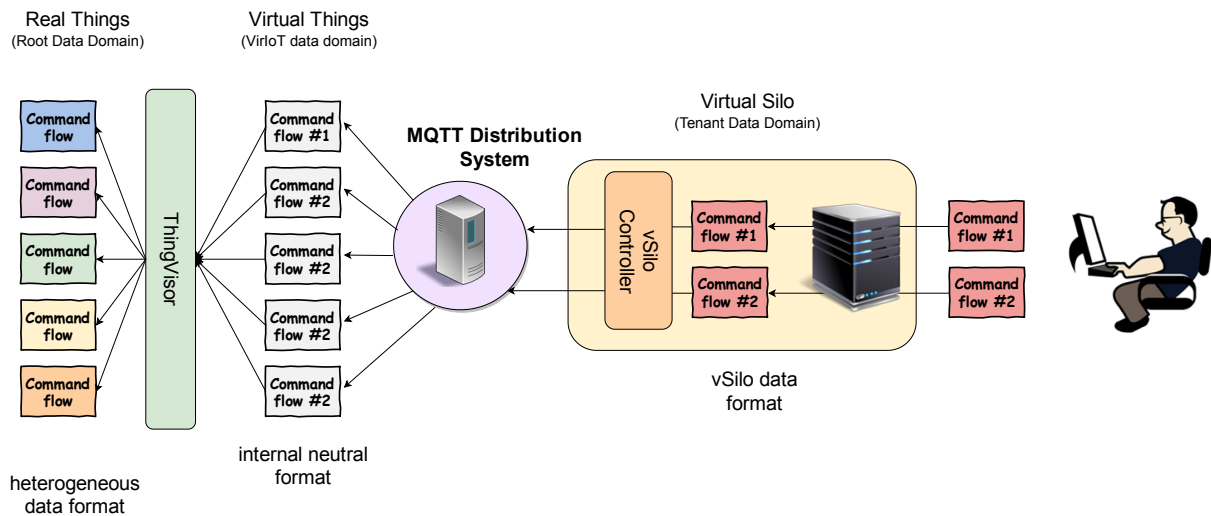 Real Things
(Root Data Domain)
Virtual Things
(VirIoT data domain)
Virtual Silo
(Tenant Data Domain)
MQTT Distribution
System
Command
flow
Command
flow
Command
flow
Command
flow
Command
flow
ThingVisor
Command
flow #1
Command
flow #2
Command
flow #2
Command
flow #2
Command
flow #2
vSilo
Controller
Command
flow #1
Command
flow #2
Command
flow #1
Command
flow #2
vSilo data
format
internal neutral
format
heterogeneous
data format